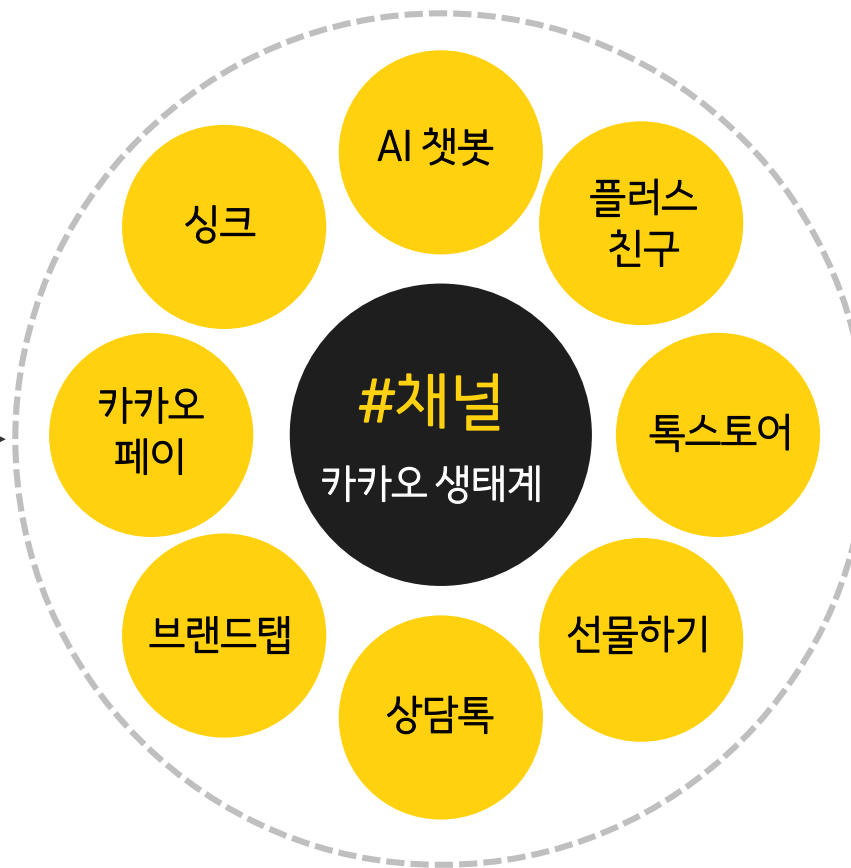 AI 챗봇
플러스
친구
싱크
#채널
카카오 생태계
카카오
페이
톡스토어
브랜드탭
선물하기
상담톡